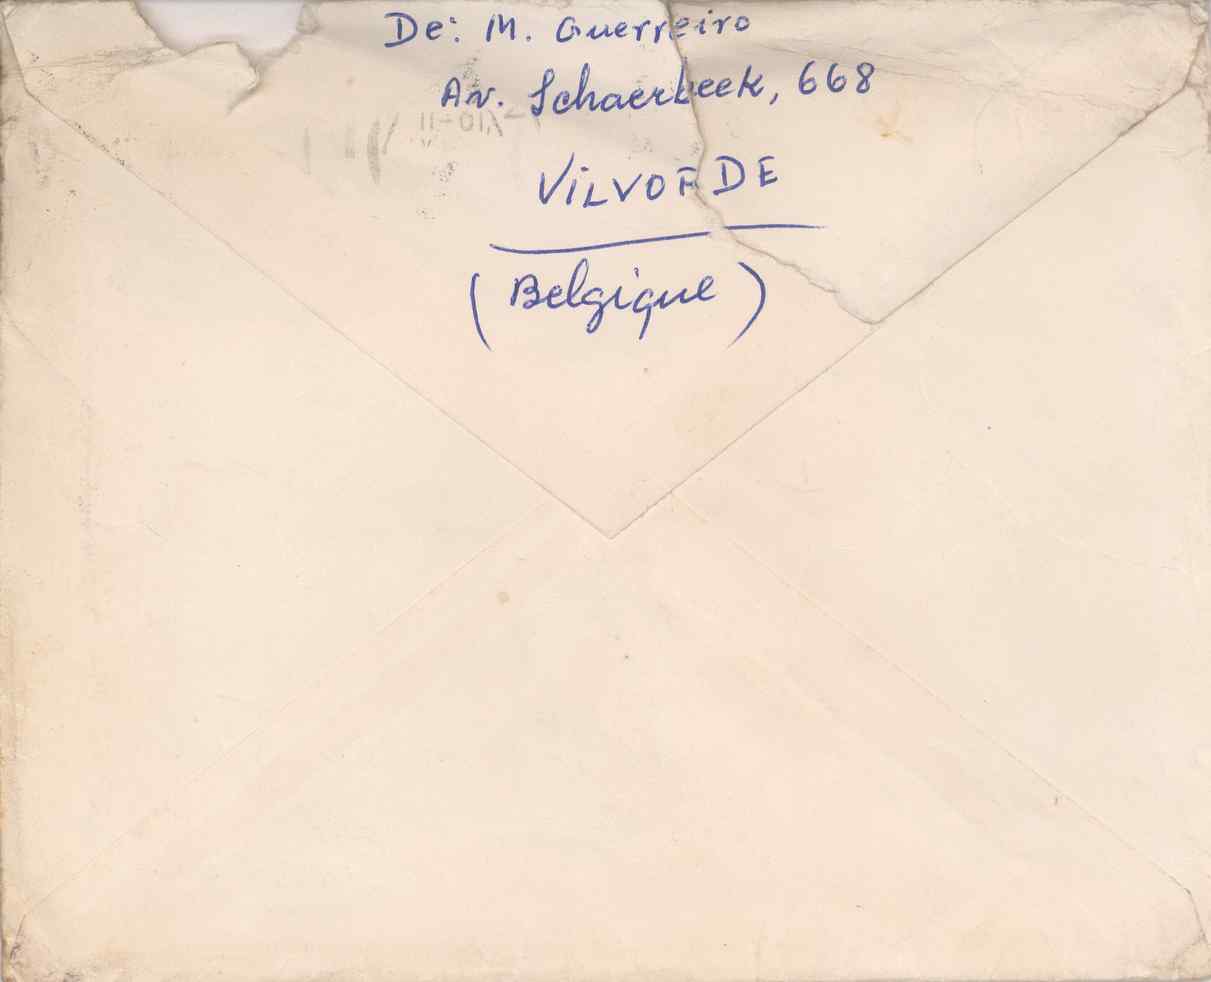 De: M. Guerreiro
Av. Schaerbeek, 668
VILVORDE
(Belgique)